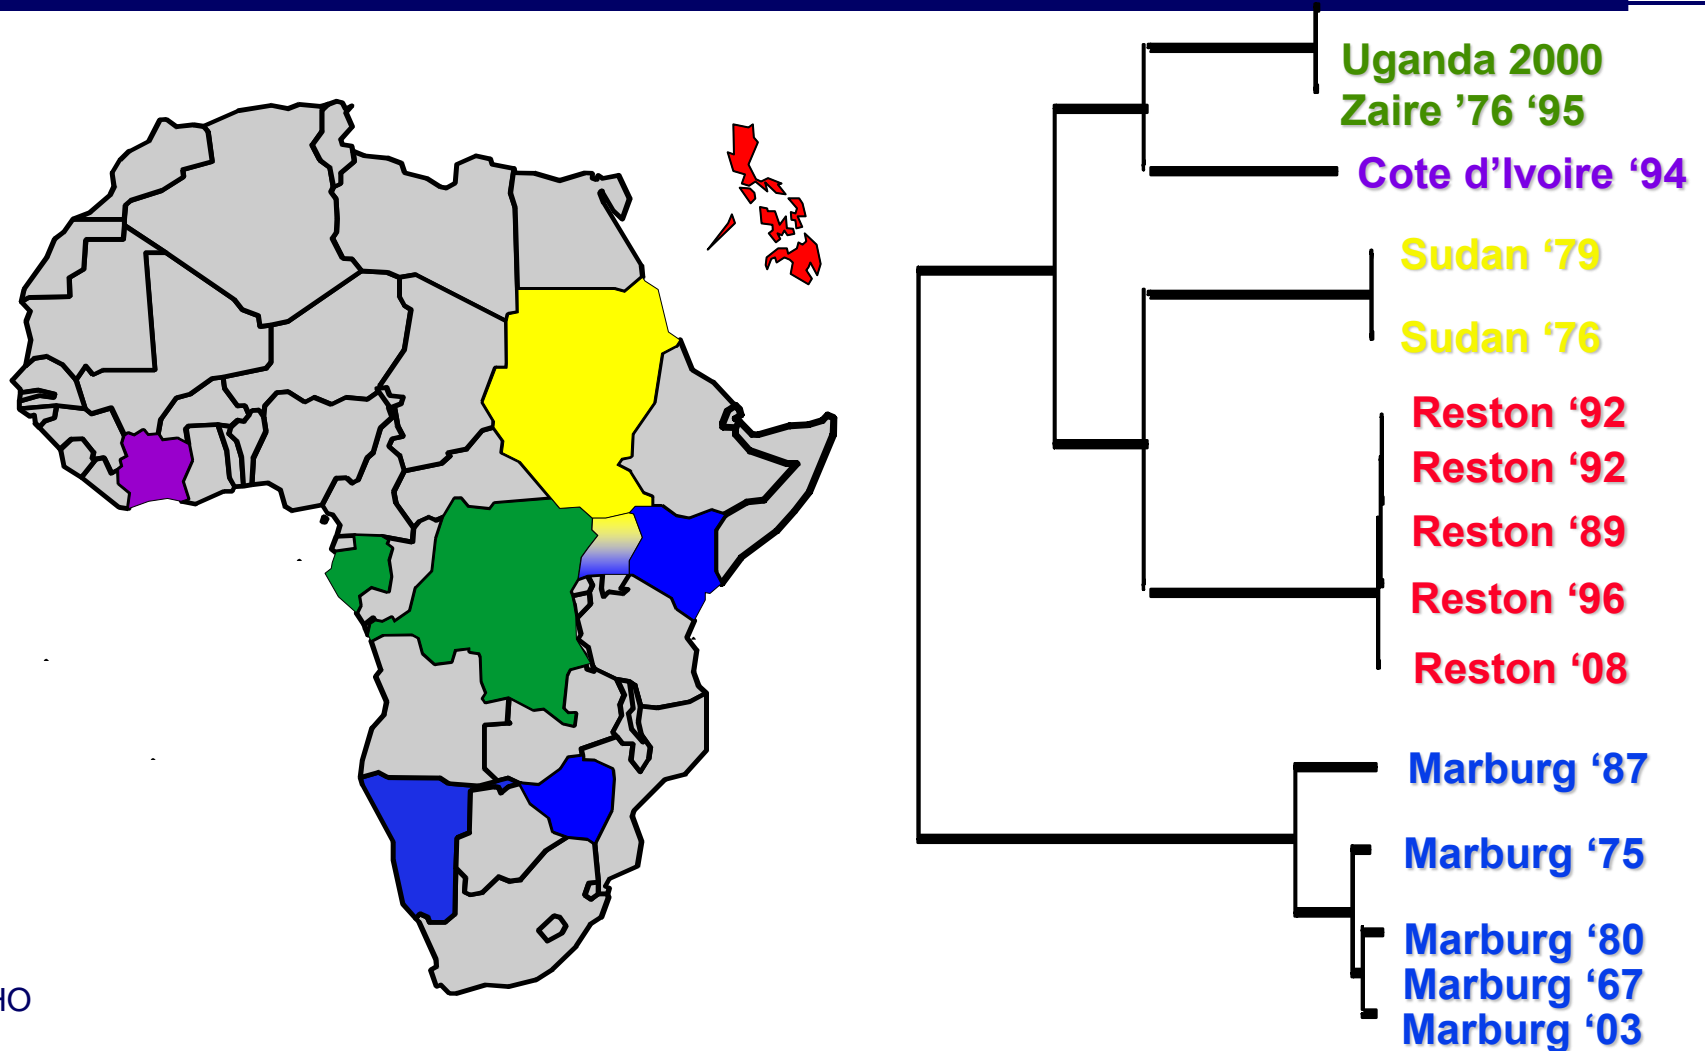 Uganda 2000
Zaire ’76 ‘95
Cote d’Ivoire ‘94
Sudan ‘79
Sudan ‘76
Reston ‘92
Reston ‘92
Reston ‘89
Reston ‘96
Reston ‘08
Marburg ‘87
Marburg ‘75
Marburg ‘80
Marburg ‘67
Marburg ‘03